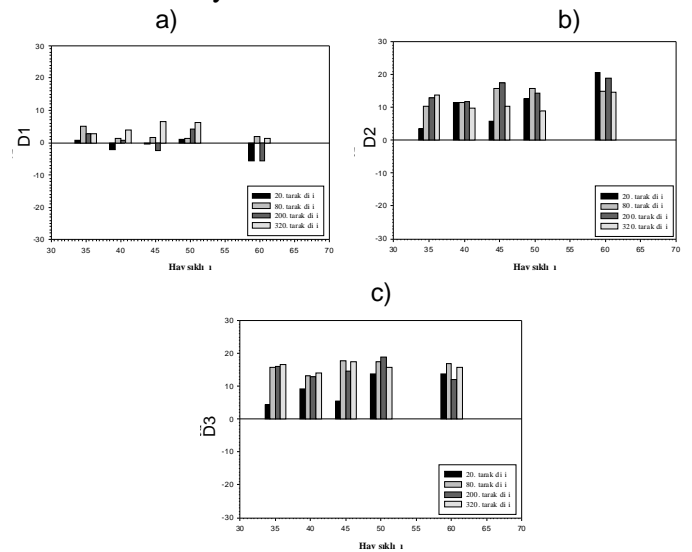 a)
30
20
10
0
-10
-20
-30
D1
20. tarak di i
80. tarak di i
200. tarak di i
320. tarak di i
30 35 40 45 50 55 60 65 70
Hav sıklı ı
b)
30
20
10
0
-10
-20
-30
D2
20. tarak di i
80. tarak di i
200. tarak di i
320. tarak di i
30 35 40 45 50 55 60 65 70
Hav sıklı ı
c)
30
20
10
0
-10
-20
-30
D3
20. tarak di i
80. tarak di i
200. tarak di i
320. tarak di i
30 35 40 45 50 55 60 65 70
Hav sıklı ı